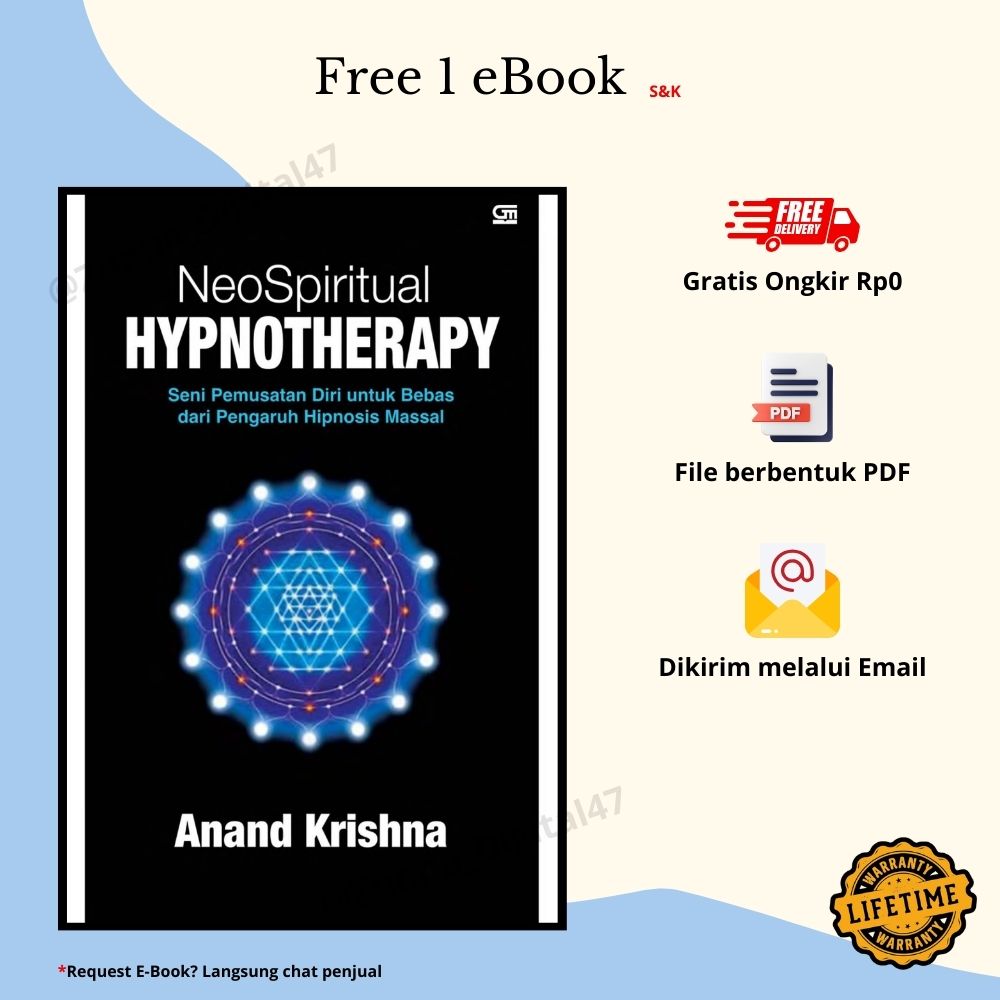 Free 1 eBook S&K
NeoSpiritual
HYPNOTHERAPY
Seni Pemusatan Diri untuk Bebas
dari Pengaruh Hipnosis Massal
Anand Krishna
FREE
DELIVERY
Gratis Ongkir Rp0
PDF
File berbentuk PDF
@
Dikirim melalui Email
WARRANTY
LIFETIME
WARRANTY
*Request E-Book? Langsung chat penjual